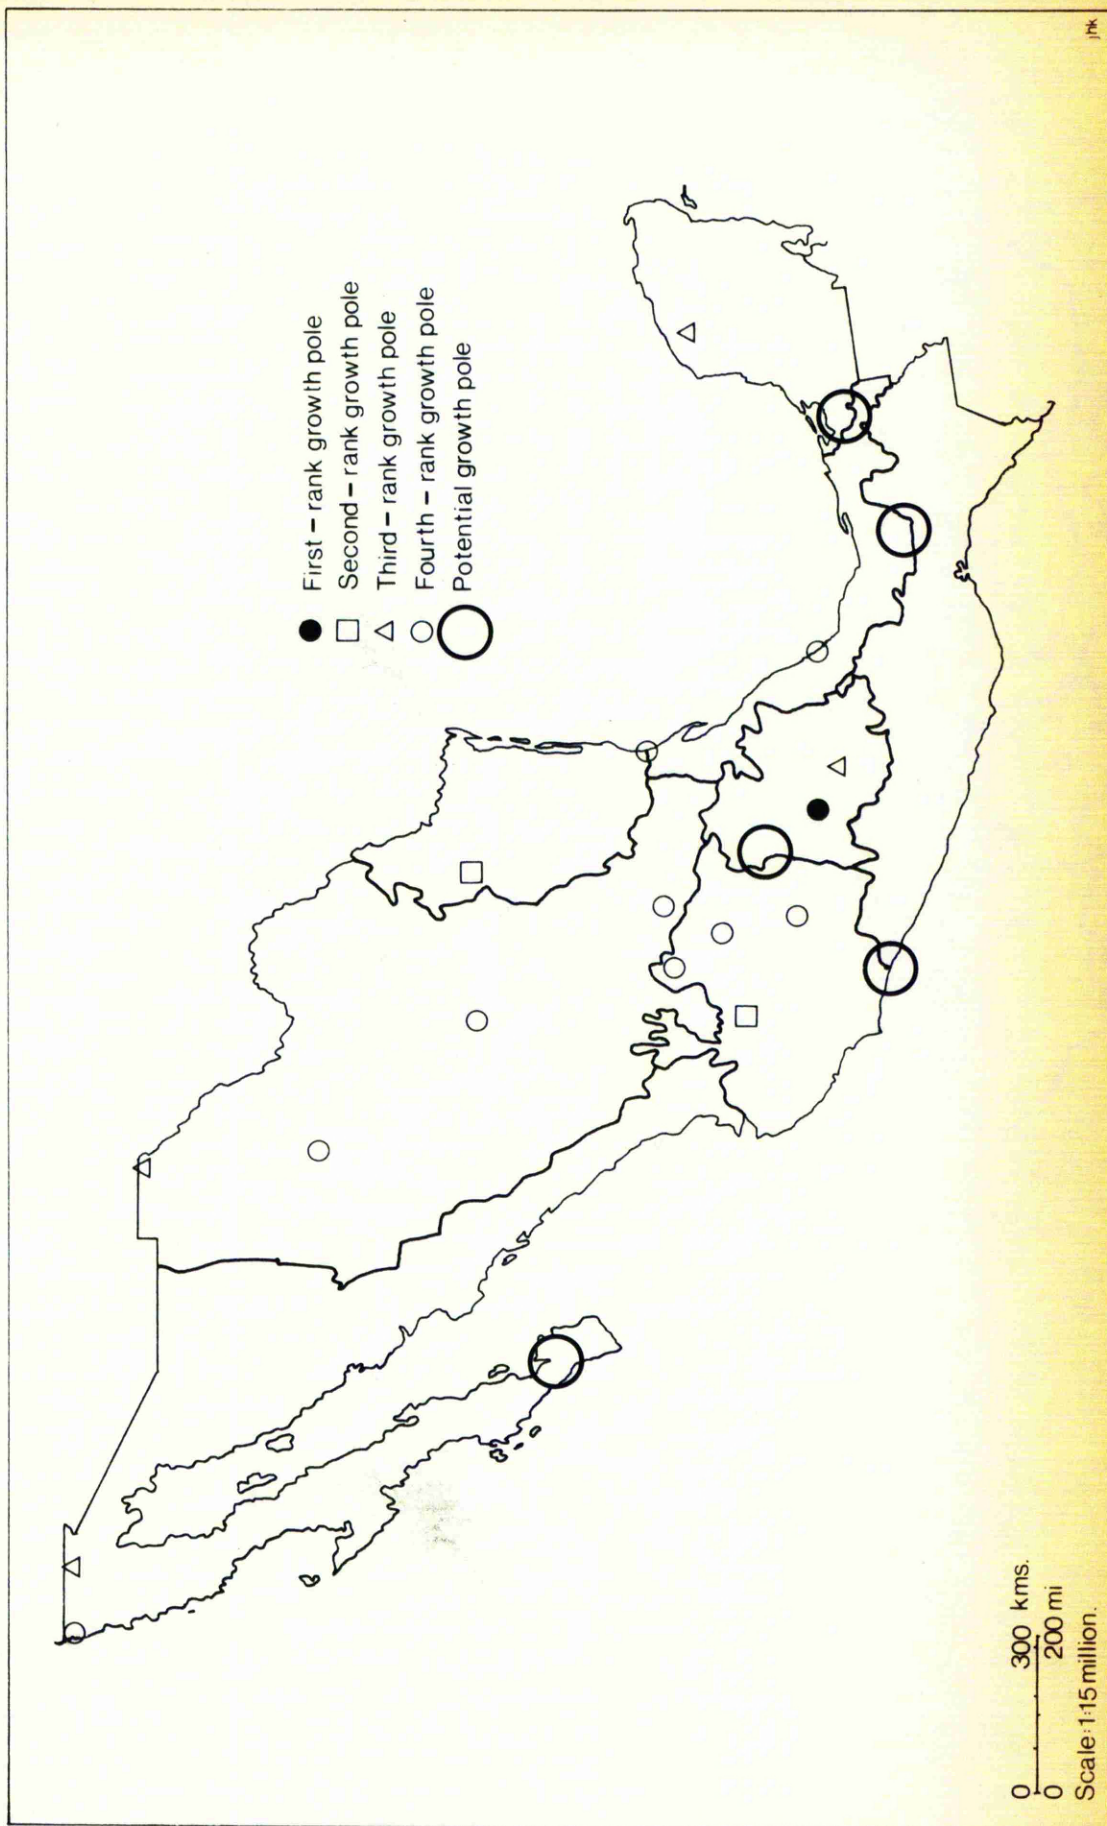 First – rank growth pole
Second – rank growth pole
Third – rank growth pole
Fourth – rank growth pole
Potential growth pole
0 300 kms.
0 200 mi
Scale: 1:15 million.
jhk